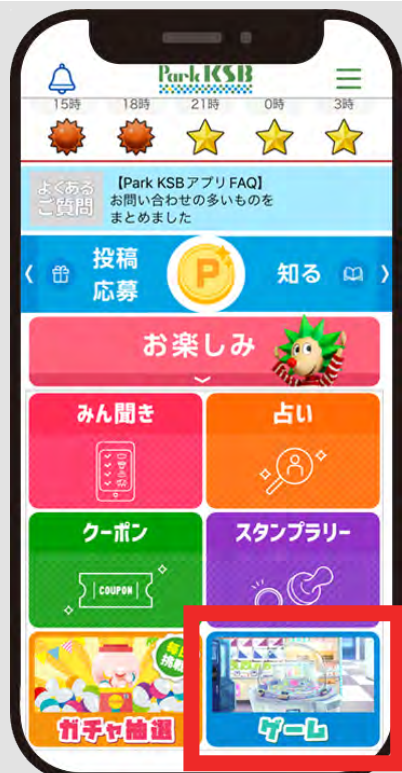 Park KSB
15時 18時 21時 0時 3時
よくある
ご質問
【Park KSBアプリFAQ】
お問い合わせの多いものを
まとめました
投稿
応募
P
知る
お楽しみ
みん聞き
占い
クーポン
スタンプラリー
COUPON
毎日
挑戦
ガチャ抽選
ゲーム